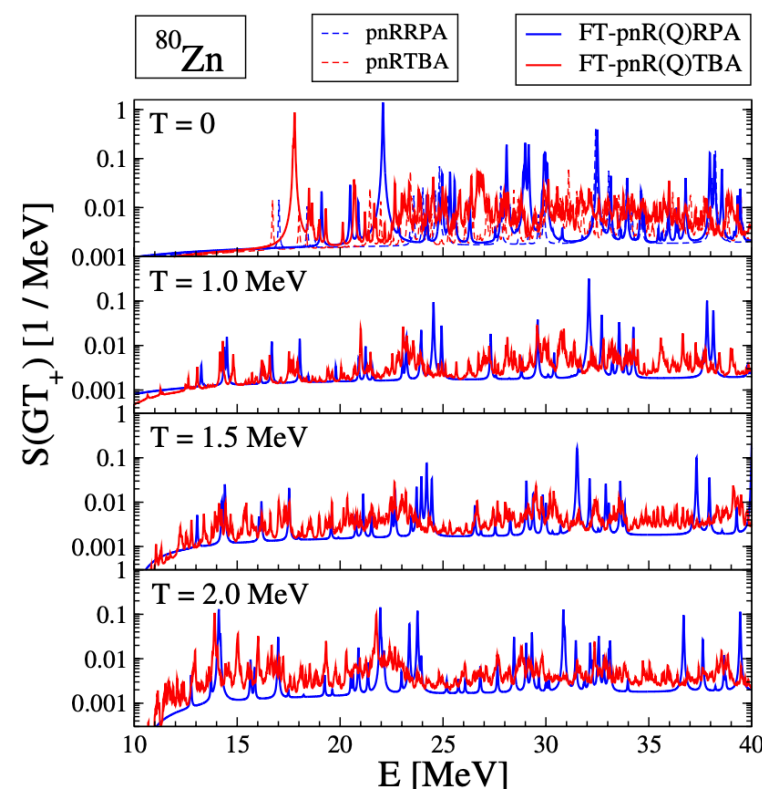 ⁸⁰Zn
pnRRPA
pnRTBA
FT-pnR(Q)RPA
FT-pnR(Q)TBA
S(GT₊) [1 / MeV]
T = 0
1
0.1
0.01
0.001
T = 1.0 MeV
1
0.1
0.01
0.001
T = 1.5 MeV
1
0.1
0.01
0.001
T = 2.0 MeV
1
0.1
0.01
0.001
10 15 20 25 30 35 40
E [MeV]